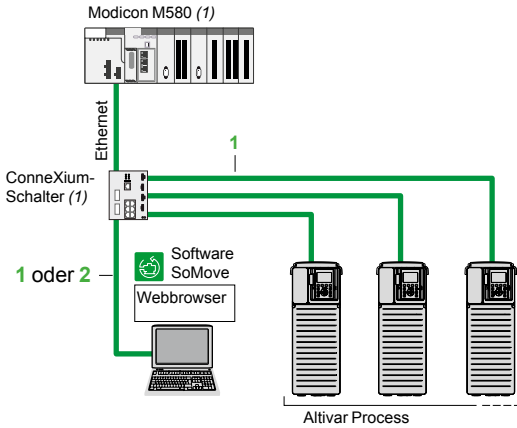 Modicon M580 (1)
Ethernet
1
ConneXium-
Schalter (1)
1 oder 2
Software
SoMove
Webbrowser
Altivar Process